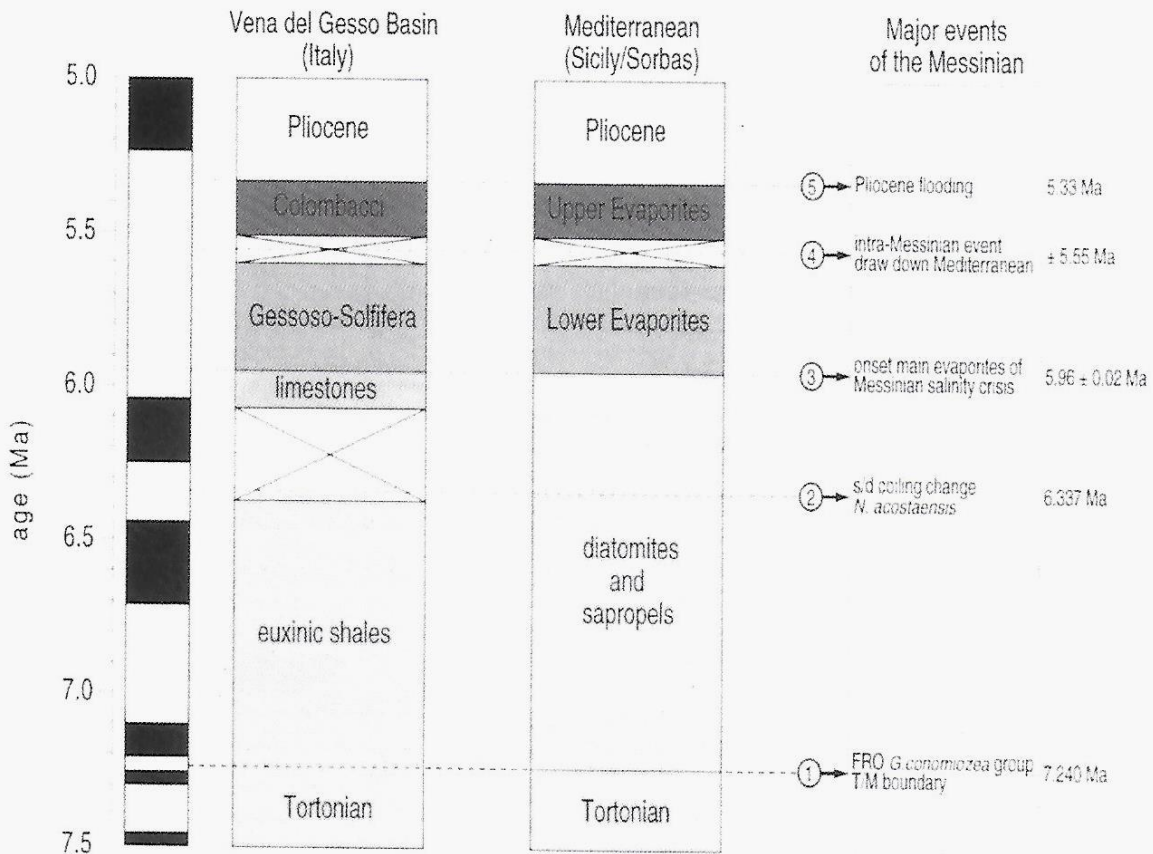 Vena del Gesso Basin
(Italy)
Mediterranean
(Sicily/Sorbas)
Major events
of the Messinian
age (Ma)
5.0
5.5
6.0
6.5
7.0
7.5
Pliocene
Colombacci
Gessoso-Solfifera
limestones
euxinic shales
Tortonian
Pliocene
Upper Evaporites
Lower Evaporites
diatomites
and
sapropels
Tortonian
5 Pliocene flooding 5.33 Ma
4 intra-Messinian event
draw down Mediterranean ± 5.55 Ma
3 onset main evaporites of
Messinian salinity crisis 5.96 ± 0.02 Ma
2 s/d coiling change
N. acostaensis 6.337 Ma
1 FRO G.conomiozea group
T/M boundary 7.240 Ma